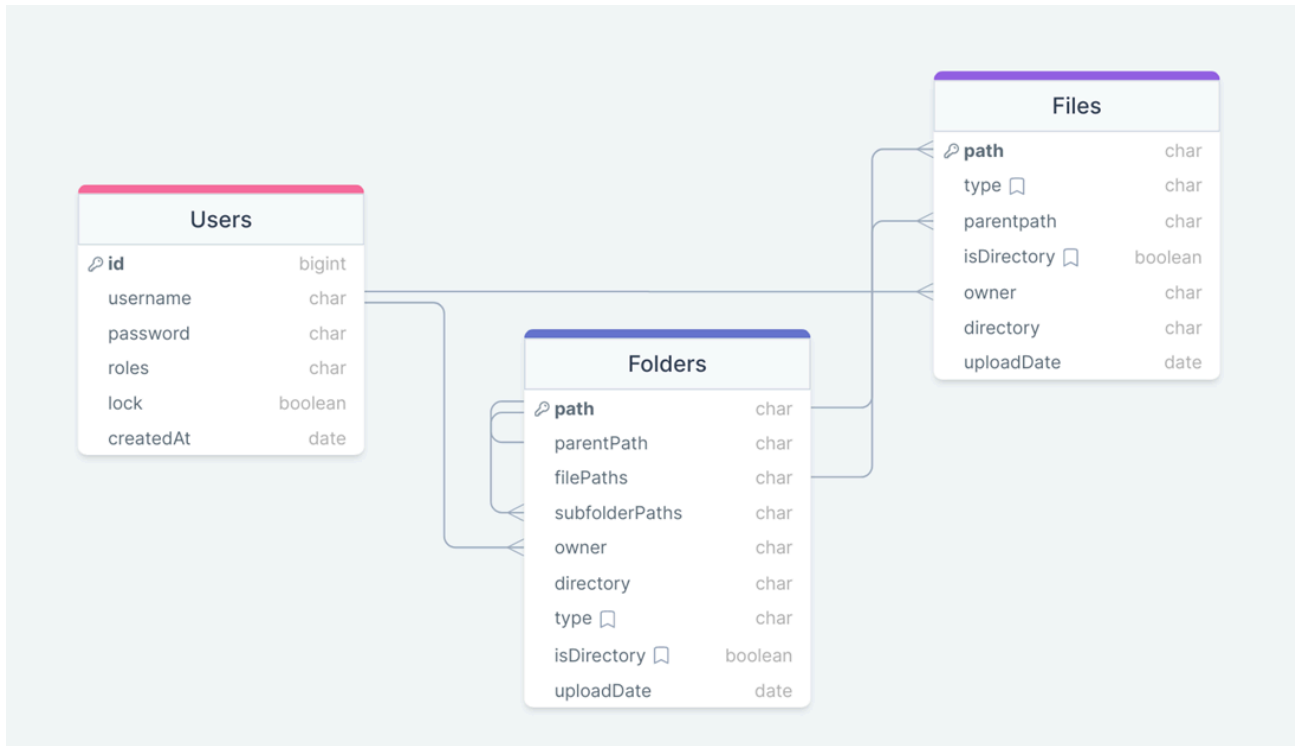 Users
id bigint
username char
password char
roles char
lock boolean
createdAt date
Folders
path char
parentPath char
filePaths char
subfolderPaths char
owner char
directory char
type char
isDirectory boolean
uploadDate date
Files
path char
type char
parentpath char
isDirectory boolean
owner char
directory char
uploadDate date